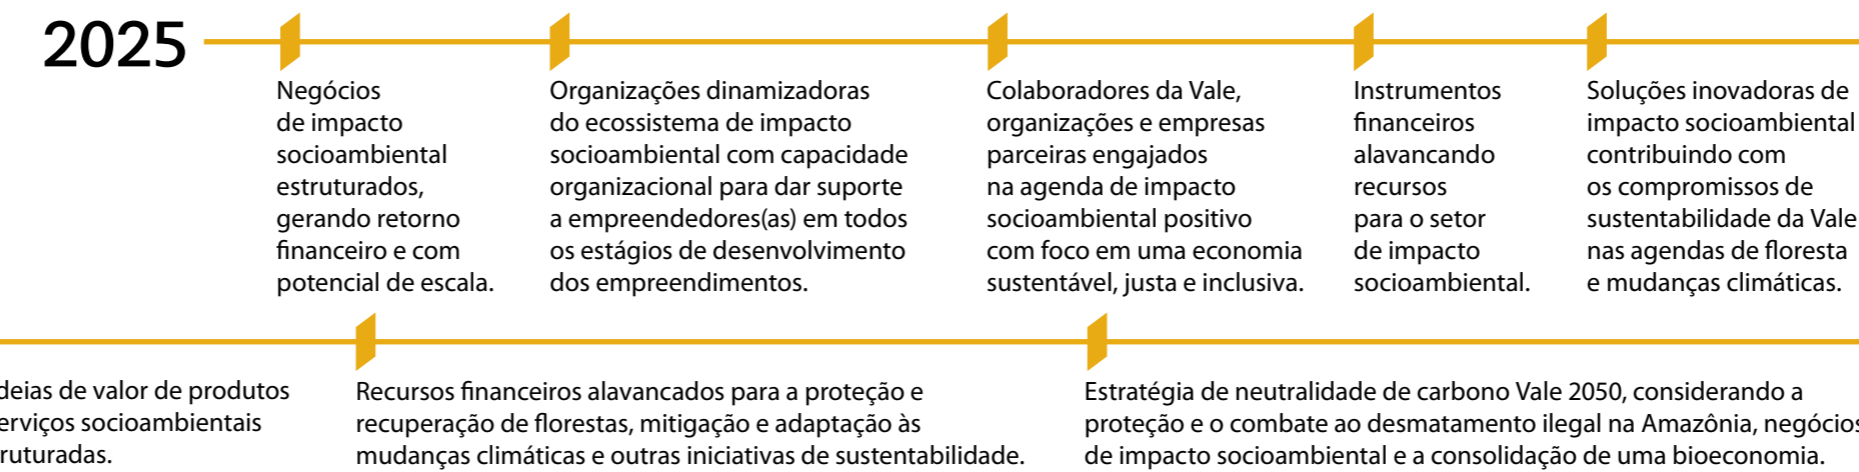 2025
Negócios
de impacto
socioambiental
estruturados,
gerando retorno
financeiro e com
potencial de escala.
Organizações dinamizadoras
do ecossistema de impacto
socioambiental com capacidade
organizacional para dar suporte
a empreendedores(as) em todos
os estágios de desenvolvimento
dos empreendimentos.
Colaboradores da Vale,
organizações e empresas
parceiras engajados
na agenda de impacto
socioambiental positivo
com foco em uma economia
sustentável, justa e inclusiva.
Instrumentos
financeiros
alavancando
recursos
para o setor
de impacto
socioambiental.
Soluções inovadoras de
impacto socioambiental
contribuindo com
os compromissos de
sustentabilidade da Vale
nas agendas de floresta
e mudanças climáticas.
de valor de produtos
socioambientais
Recursos financeiros alavancados para a proteção e
recuperação de florestas, mitigação e adaptação às
mudanças climáticas e outras iniciativas de sustentabilidade.
Estratégia de neutralidade de carbono Vale 2050, considerando a
proteção e o combate ao desmatamento ilegal na Amazônia, negócios
de impacto socioambiental e a consolidação de uma bioeconomia.